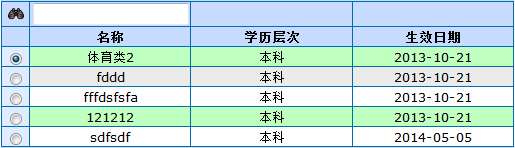 名称 学历层次 生效日期
体育类2 本科 2013-10-21
fddd 本科 2013-10-21
fffdsfsfa 本科 2013-10-21
121212 本科 2013-10-21
sdfsdf 本科 2014-05-05